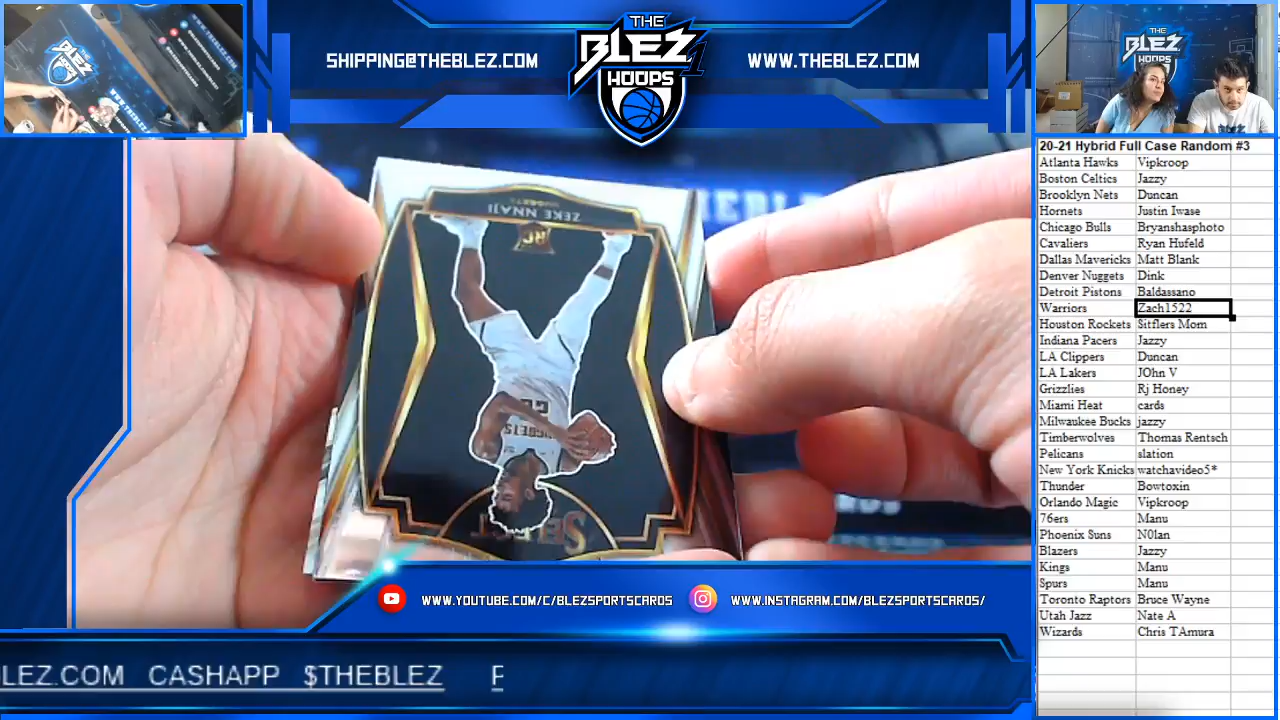 SHIPPING@THEBLEZ.COM
THE
BLEZ
HOOPS
1
WWW.THEBLEZ.COM
THE
BLEZ
ZEKE NNAJI
NUGGETS
RC
NUGGETS
22
SELECT
20-21 Hybrid Full Case Random #3
Atlanta Hawks Vipkroop
Boston Celtics Jazzy
Brooklyn Nets Duncan
Hornets Justin Iwase
Chicago Bulls Bryanshasphoto
Cavaliers Ryan Hufeld
Dallas Mavericks Matt Blank
Denver Nuggets Dink
Detroit Pistons Baldassano
Warriors Zach1522
Houston Rockets Sitflers Mom
Indiana Pacers Jazzy
LA Clippers Duncan
LA Lakers JOhn V
Grizzlies Rj Honey
Miami Heat cards
Milwaukee Bucks jazzy
Timberwolves Thomas Rentsch
Pelicans slation
New York Knicks watchavideo5*
Thunder Bowtoxin
Orlando Magic Vipkroop
76ers Manu
Phoenix Suns N0lan
Blazers Jazzy
Kings Manu
Spurs Manu
Toronto Raptors Bruce Wayne
Utah Jazz Nate A
Wizards Chris TAmura
WWW.YOUTUBE.COM/C/BLEZSPORTSCARDS WWW.INSTAGRAM.COM/BLEZSPORTSCARDS/
LEZ.COM CASHAPP $THEBLEZ F